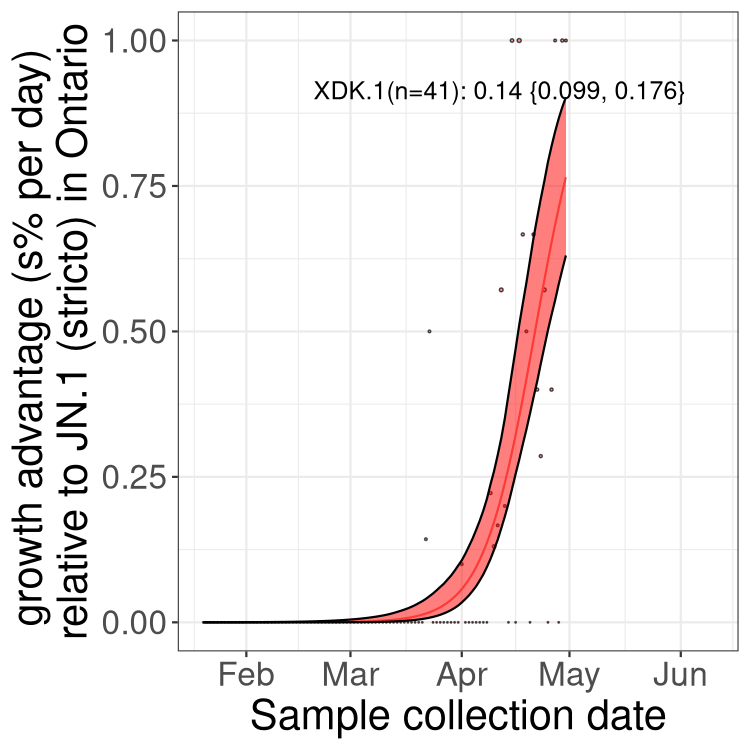 growth advantage (s% per day)
relative to JN.1 (stricto) in Ontario
1.00
0.75
0.50
0.25
0.00
XDK.1(n=41): 0.14 {0.099, 0.176}
Feb Mar Apr May Jun
Sample collection date